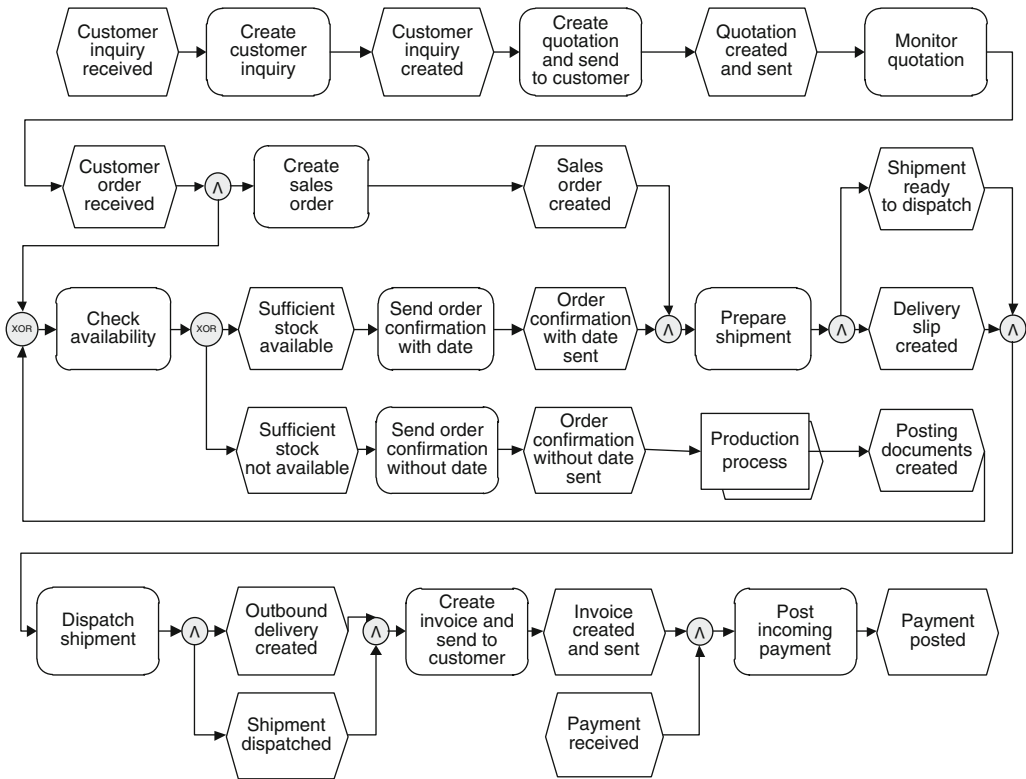 Customer
inquiry
received
Create
customer
inquiry
Customer
inquiry
created
Create
quotation
and send
to customer
Quotation
created
and sent
Monitor
quotation
Customer
order
received
Λ
Create
sales
order
Sales
order
created
Shipment
ready
to dispatch
XOR
Check
availability
XOR
Sufficient
stock
available
Send order
confirmation
with date
Order
confirmation
with date
sent
Λ
Prepare
shipment
Λ
Delivery
slip
created
Λ
Sufficient
stock
not available
Send order
confirmation
without date
Order
confirmation
without date
sent
Production
process
Posting
documents
created
Dispatch
shipment
Λ
Outbound
delivery
created
Λ
Create
invoice and
send to
customer
Invoice
created
and sent
Λ
Post
incoming
payment
Payment
posted
Shipment
dispatched
Payment
received